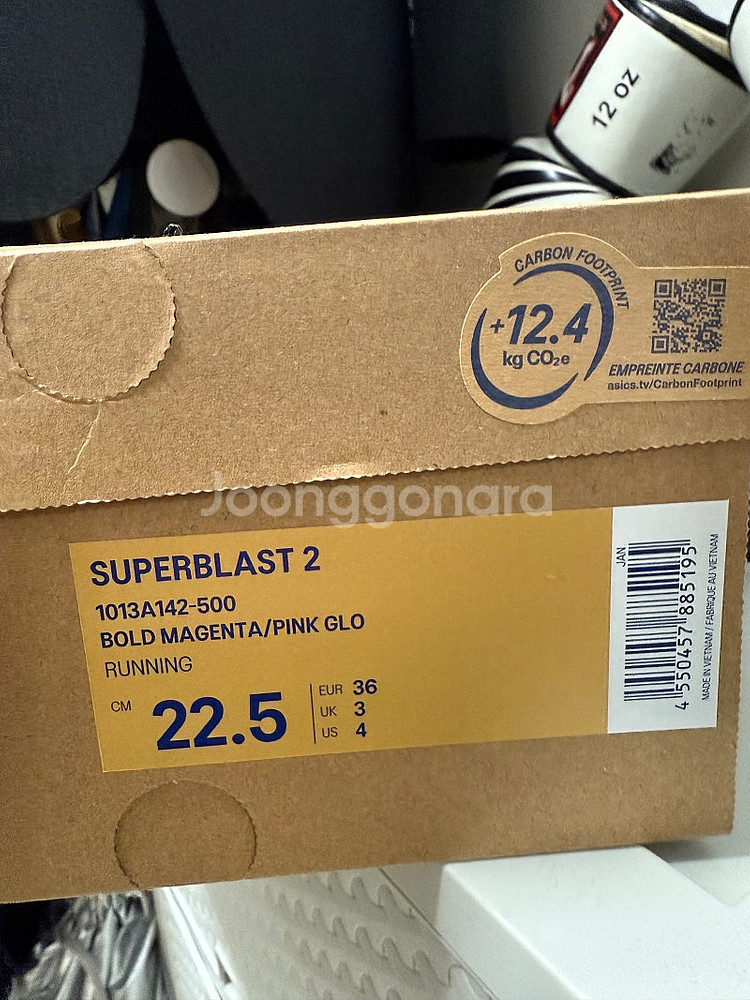 12 OZ
CARBON FOOTPRINT
+12.4
kg CO₂e
EMPREINTE CARBONE
asics.tv/CarbonFootprint
Joonggonara
SUPERBLAST 2
1013A142-500
BOLD MAGENTA/PINK GLO
RUNNING
CM 22.5
EUR 36
UK 3
US 4
JAN
4 550457 885195
MADE IN VIETNAM / FABRIQUE AU VIETNAM